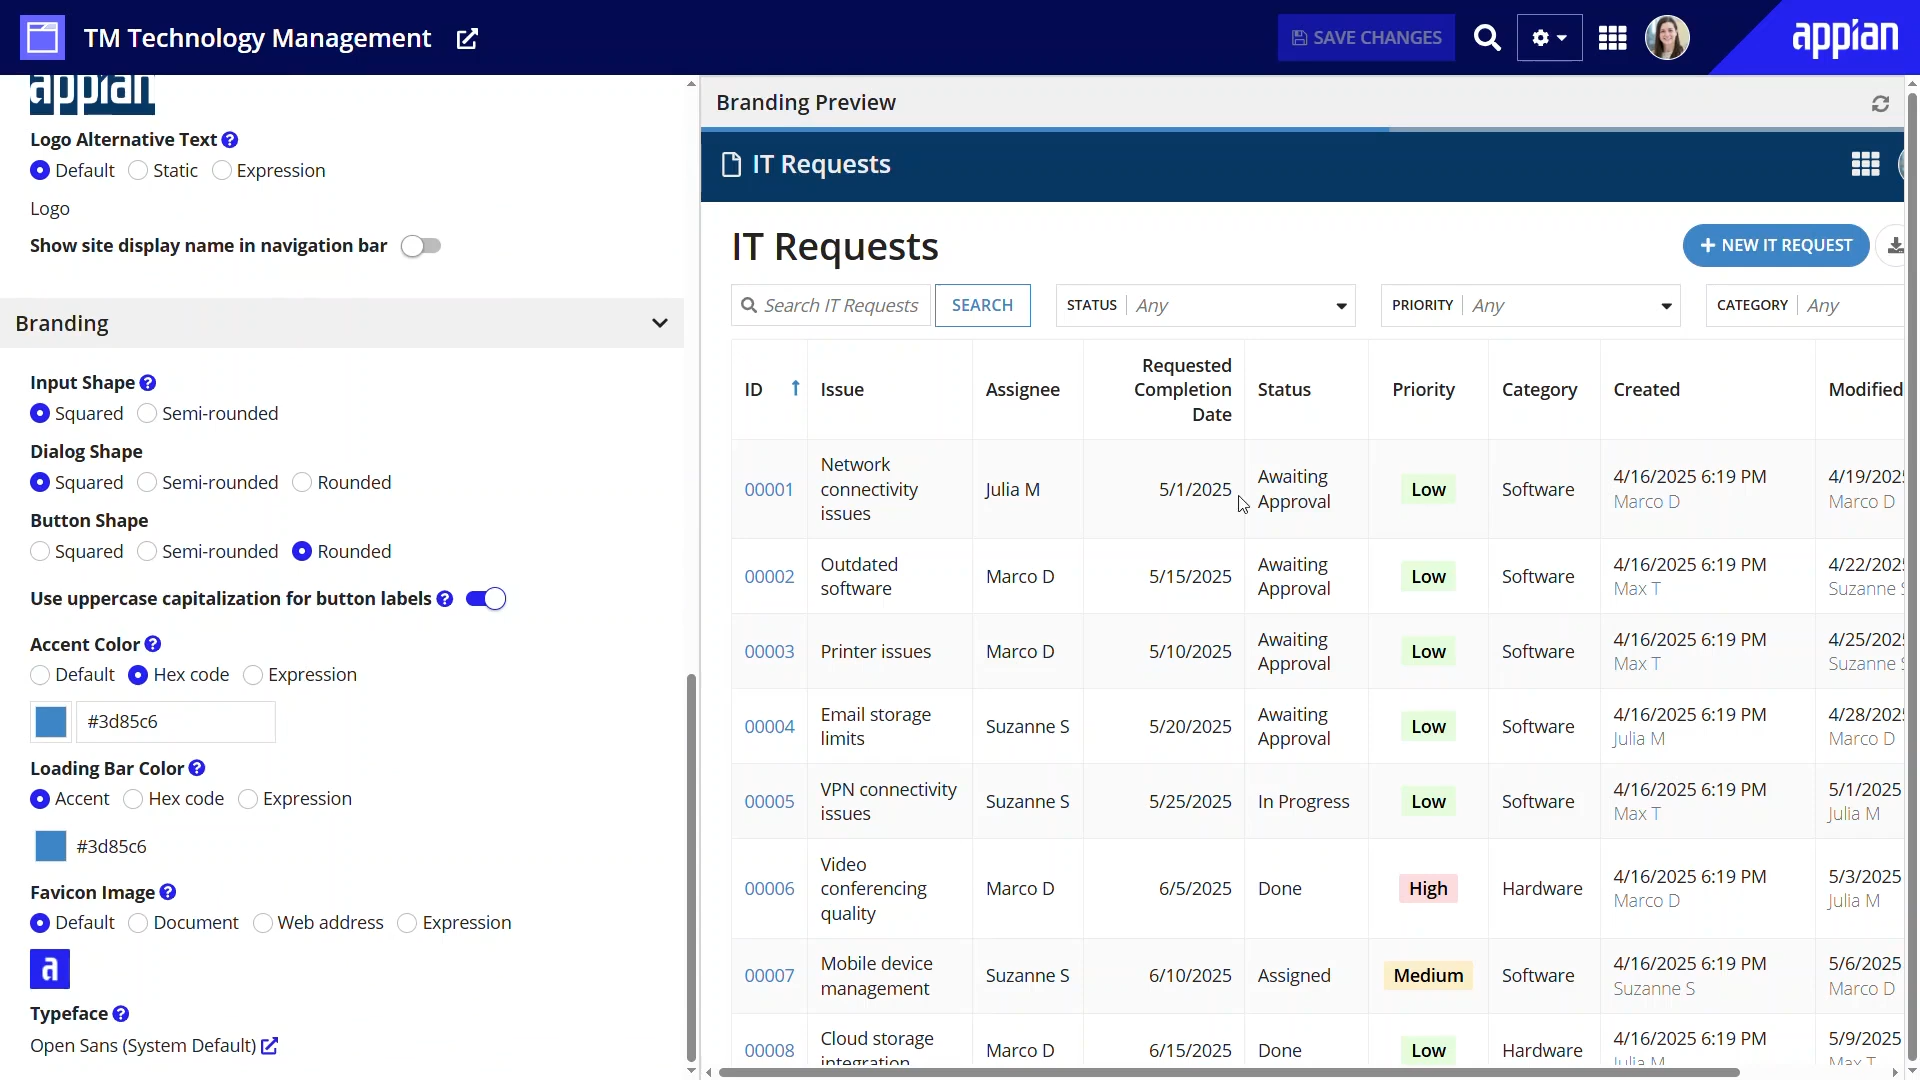 TM Technology Management
SAVE CHANGES
appian
appian
Logo Alternative Text
Default Static Expression
Logo
Show site display name in navigation bar
Branding
Input Shape
Squared Semi-rounded
Dialog Shape
Squared Semi-rounded Rounded
Button Shape
Squared Semi-rounded Rounded
Use uppercase capitalization for button labels
Accent Color
Default Hex code Expression
#3d85c6
Loading Bar Color
Accent Hex code Expression
#3d85c6
Favicon Image
Default Document Web address Expression
a
Typeface
Open Sans (System Default)
Branding Preview
IT Requests
IT Requests
+ NEW IT REQUEST
Search IT Requests SEARCH STATUS Any PRIORITY Any CATEGORY Any
ID Issue Assignee Requested Completion Date Status Priority Category Created Modified
00001 Network connectivity issues Julia M 5/1/2025 Awaiting Approval Low Software 4/16/2025 6:19 PM Marco D 4/19/202 Marco D
00002 Outdated software Marco D 5/15/2025 Awaiting Approval Low Software 4/16/2025 6:19 PM Max T 4/22/202 Suzanne
00003 Printer issues Marco D 5/10/2025 Awaiting Approval Low Software 4/16/2025 6:19 PM Max T 4/25/202 Suzanne
00004 Email storage limits Suzanne S 5/20/2025 Awaiting Approval Low Software 4/16/2025 6:19 PM Julia M 4/28/202 Marco D
00005 VPN connectivity issues Suzanne S 5/25/2025 In Progress Low Software 4/16/2025 6:19 PM Max T 5/1/2025 Julia M
00006 Video conferencing quality Marco D 6/5/2025 Done High Hardware 4/16/2025 6:19 PM Marco D 5/3/2025 Julia M
00007 Mobile device management Suzanne S 6/10/2025 Assigned Medium Software 4/16/2025 6:19 PM Suzanne S 5/6/2025 Marco D
00008 Cloud storage integration Marco D 6/15/2025 Done Low Hardware 4/16/2025 6:19 PM Julia M 5/9/2025 Max T